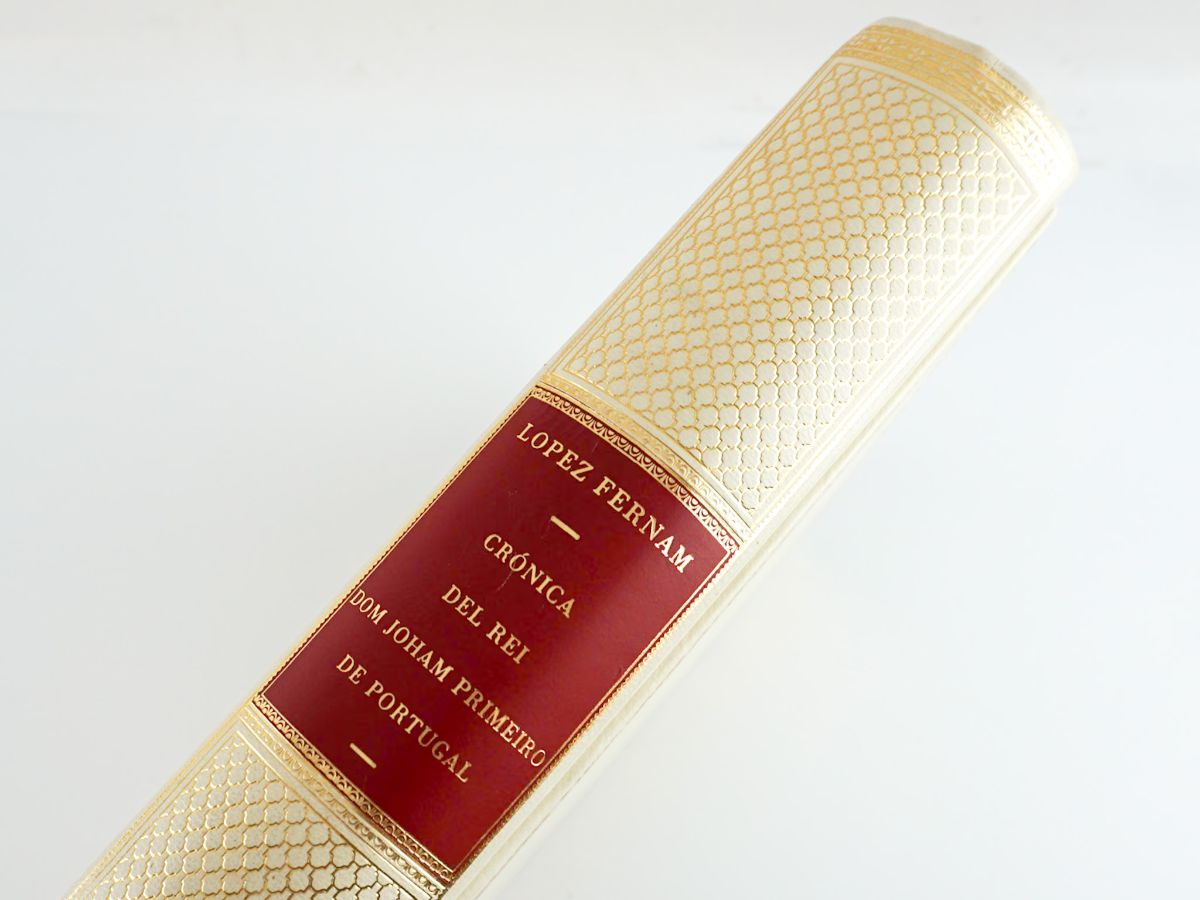 LOPEZ FERNAM
CRÓNICA
DEL REI
DOM JOHAM PRIMEIRO
DE PORTUGAL